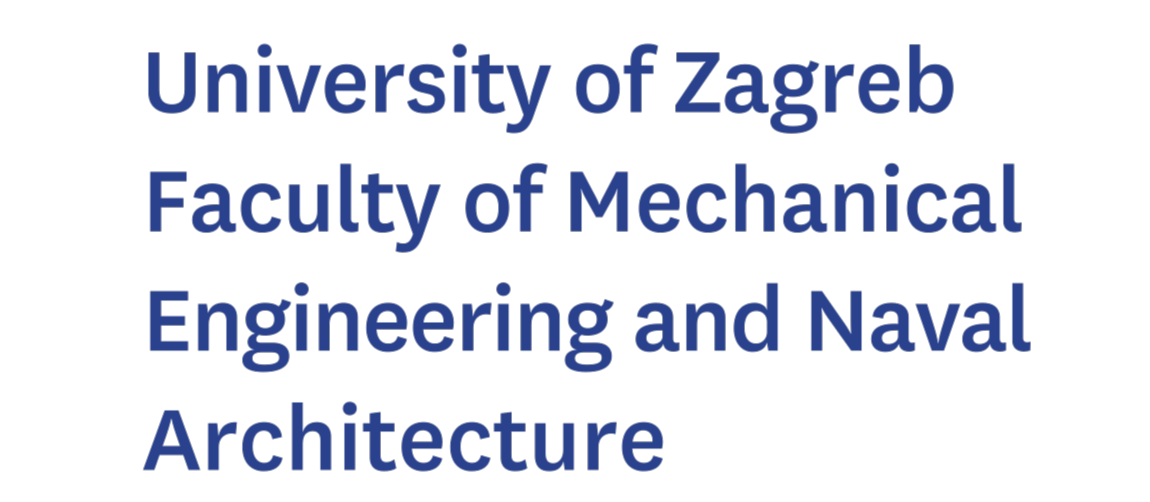 University of Zagreb
Faculty of Mechanical
Engineering and Naval
Architecture